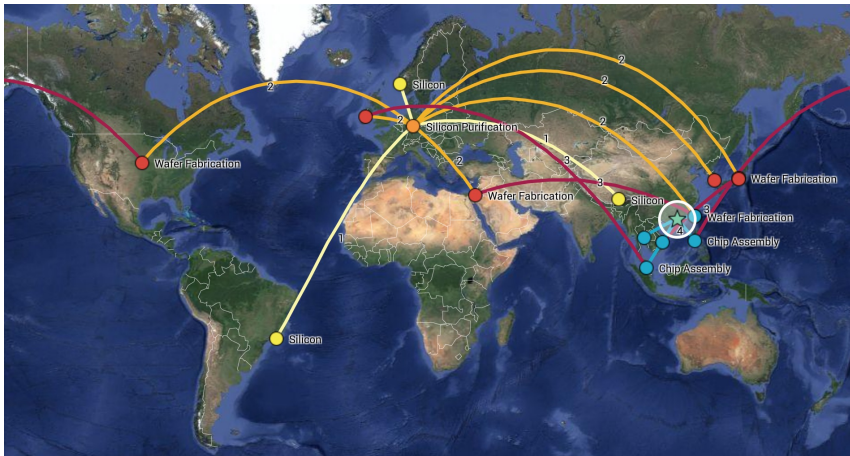 2
2
Silicon
2
2
2
Silicon Purification
1
Wafer Fabrication
2
3
Wafer Fabrication
3
Wafer Fabrication
Silicon
3
Wafer Fabrication
4
1
Chip Assembly
Chip Assembly
Silicon